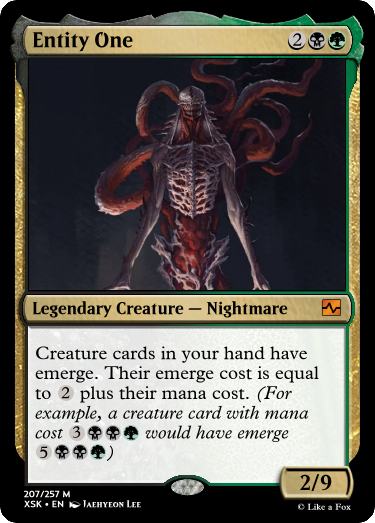 Entity One 2
Legendary Creature — Nightmare
Creature cards in your hand have
emerge. Their emerge cost is equal
to 2 plus their mana cost. (For
example, a creature card with mana
cost 3 would have emerge
5 )
2/9
207/257 M
XSK • EN Jaehyeon Lee
© Like a Fox